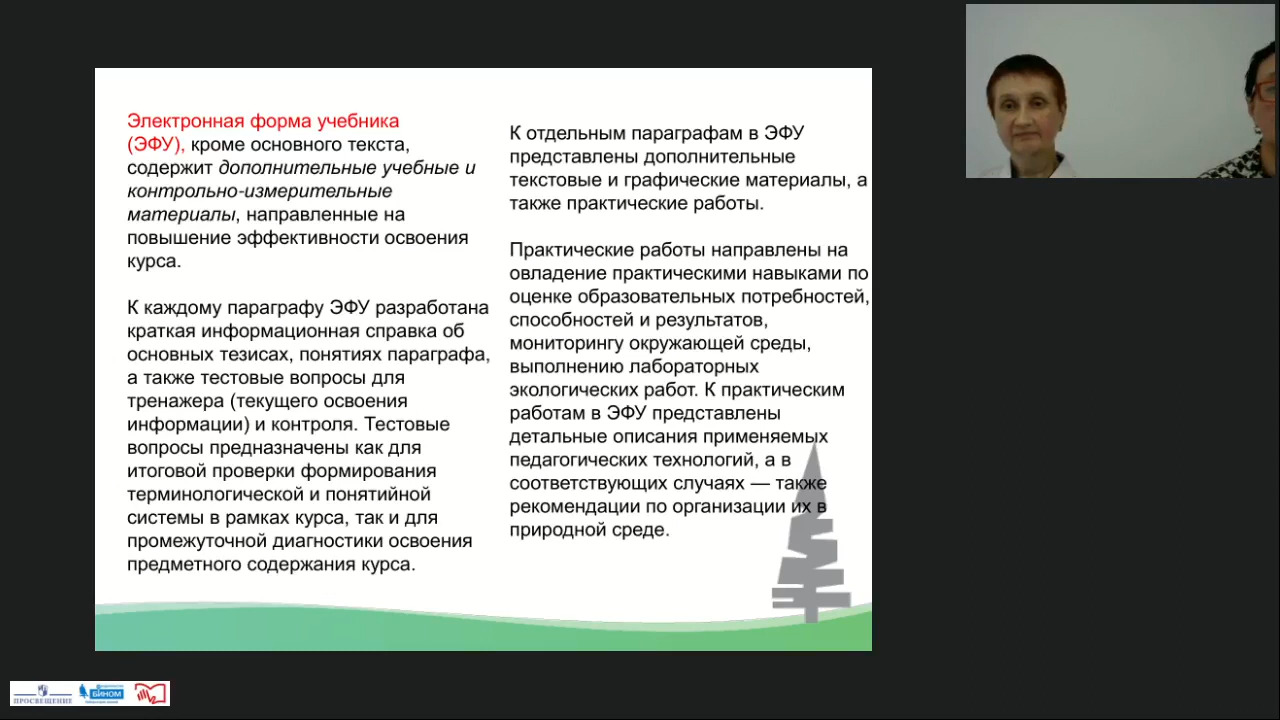 Электронная форма учебника
(ЭФУ), кроме основного текста,
содержит дополнительные учебные и
контрольно-измерительные
материалы, направленные на
повышение эффективности освоения
курса.
К каждому параграфу ЭФУ разработана
краткая информационная справка об
основных тезисах, понятиях параграфа,
а также тестовые вопросы для
тренажера (текущего освоения
информации) и контроля. Тестовые
вопросы предназначены как для
итоговой проверки формирования
терминологической и понятийной
системы в рамках курса, так и для
промежуточной диагностики освоения
предметного содержания курса.
К отдельным параграфам в ЭФУ
представлены дополнительные
текстовые и графические материалы, а
также практические работы.
Практические работы направлены на
овладение практическими навыками по
оценке образовательных потребностей,
способностей и результатов,
мониторингу окружающей среды,
выполнению лабораторных
экологических работ. К практическим
работам в ЭФУ представлены
детальные описания применяемых
педагогических технологий, а в
соответствующих случаях — также
рекомендации по организации их в
природной среде.
ПРОСВЕЩЕНИЕ
БИНОМ